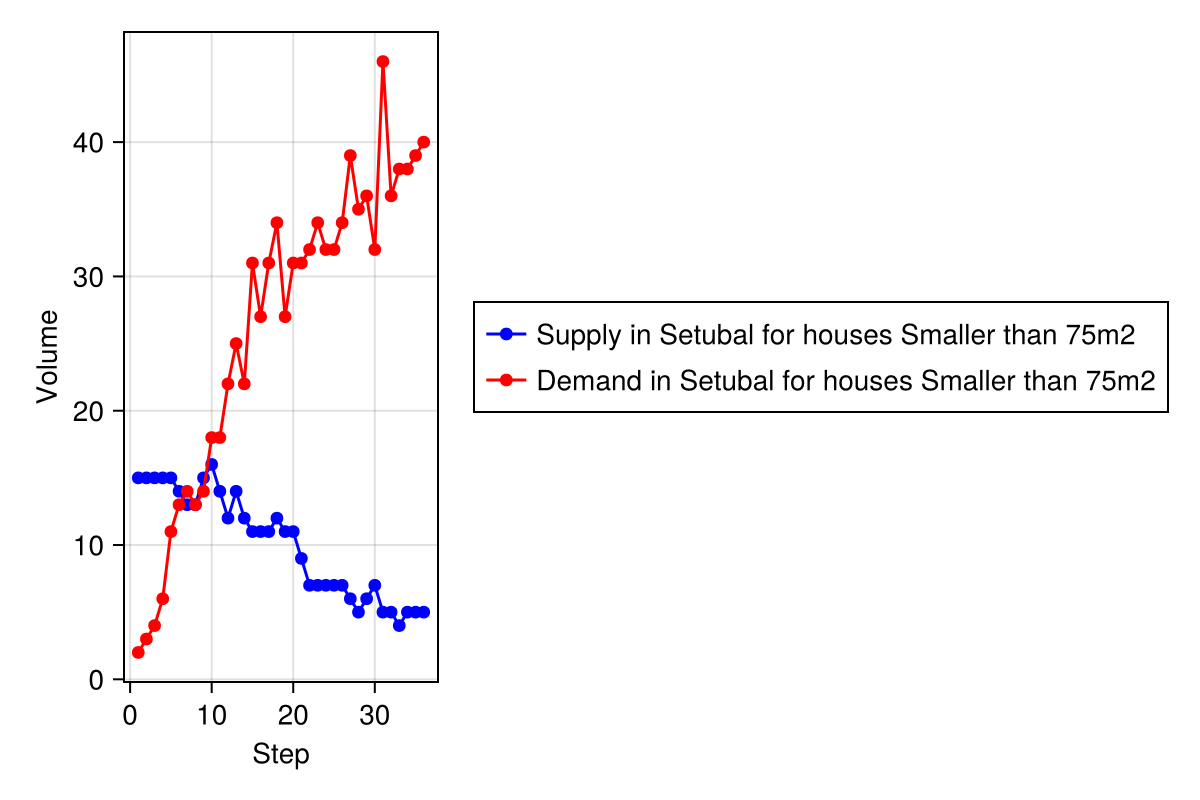 40
30
20
10
0
Volume
0 10 20 30
Step
Supply in Setubal for houses Smaller than 75m2
Demand in Setubal for houses Smaller than 75m2